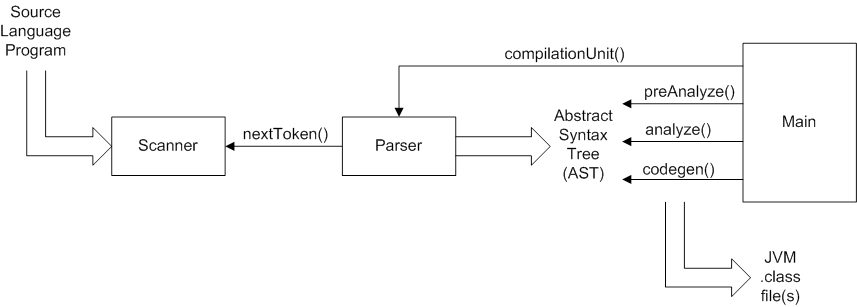 Source
Language
Program
compilationUnit()
preAnalyze()
Abstract
Syntax
Tree
(AST)
Main
nextToken()
analyze()
Scanner
Parser
codegen()
JVM
.class
file(s)